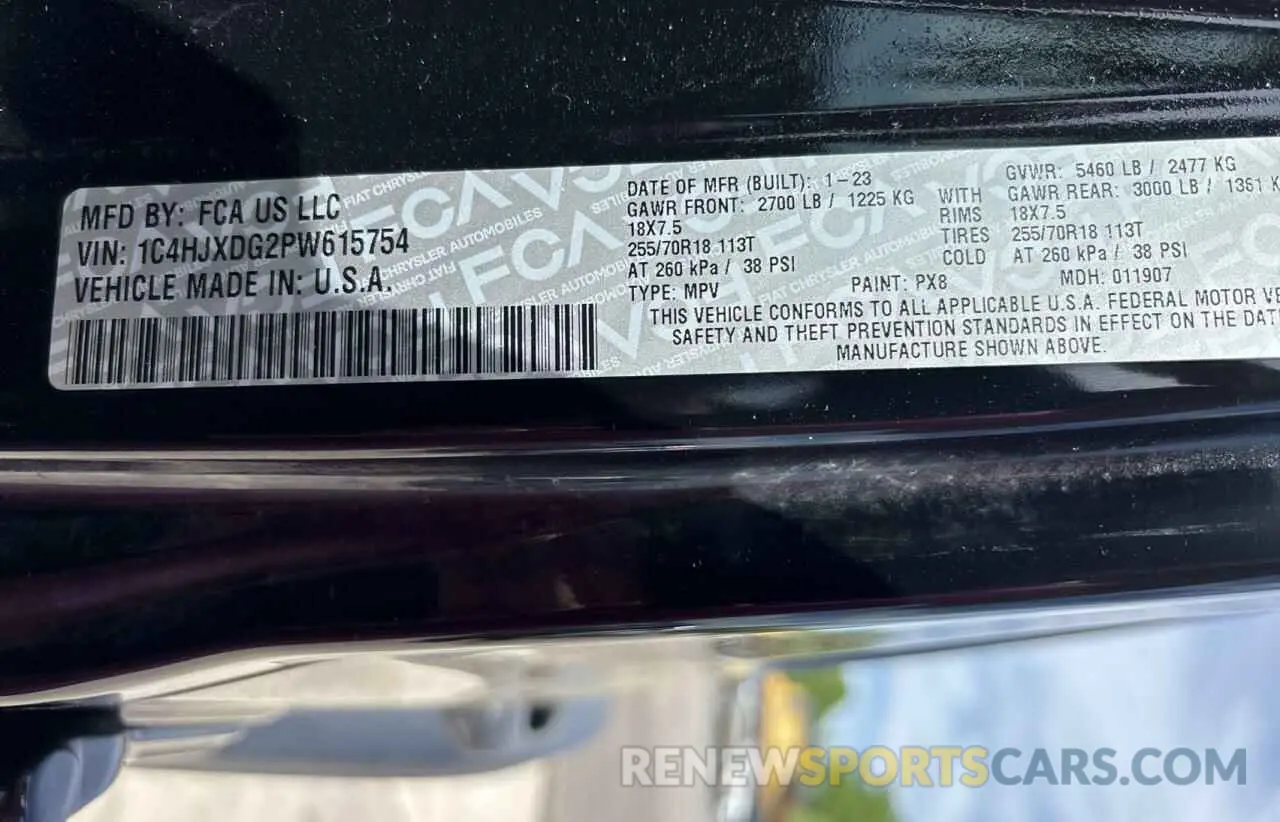 MFD BY: FCA US LLC
VIN: 1C4HJXDG2PW615754
VEHICLE MADE IN: U.S.A.
DATE OF MFR (BUILT): 1-23
GAWR FRONT: 2700 LB / 1225 KG
18X7.5
255/70R18 113T
AT 260 kPa / 38 PSI
TYPE: MPV
WITH
RIMS
TIRES
COLD
GVWR: 5460 LB / 2477 KG
GAWR REAR: 3000 LB / 1361 K
18X7.5
255/70R18 113T
AT 260 kPa / 38 PSI
PAINT: PX8 MDH: 011907
THIS VEHICLE CONFORMS TO ALL APPLICABLE U.S.A. FEDERAL MOTOR VE
SAFETY AND THEFT PREVENTION STANDARDS IN EFFECT ON THE DAT
MANUFACTURE SHOWN ABOVE.
RENEWSPORTSCARS.COM